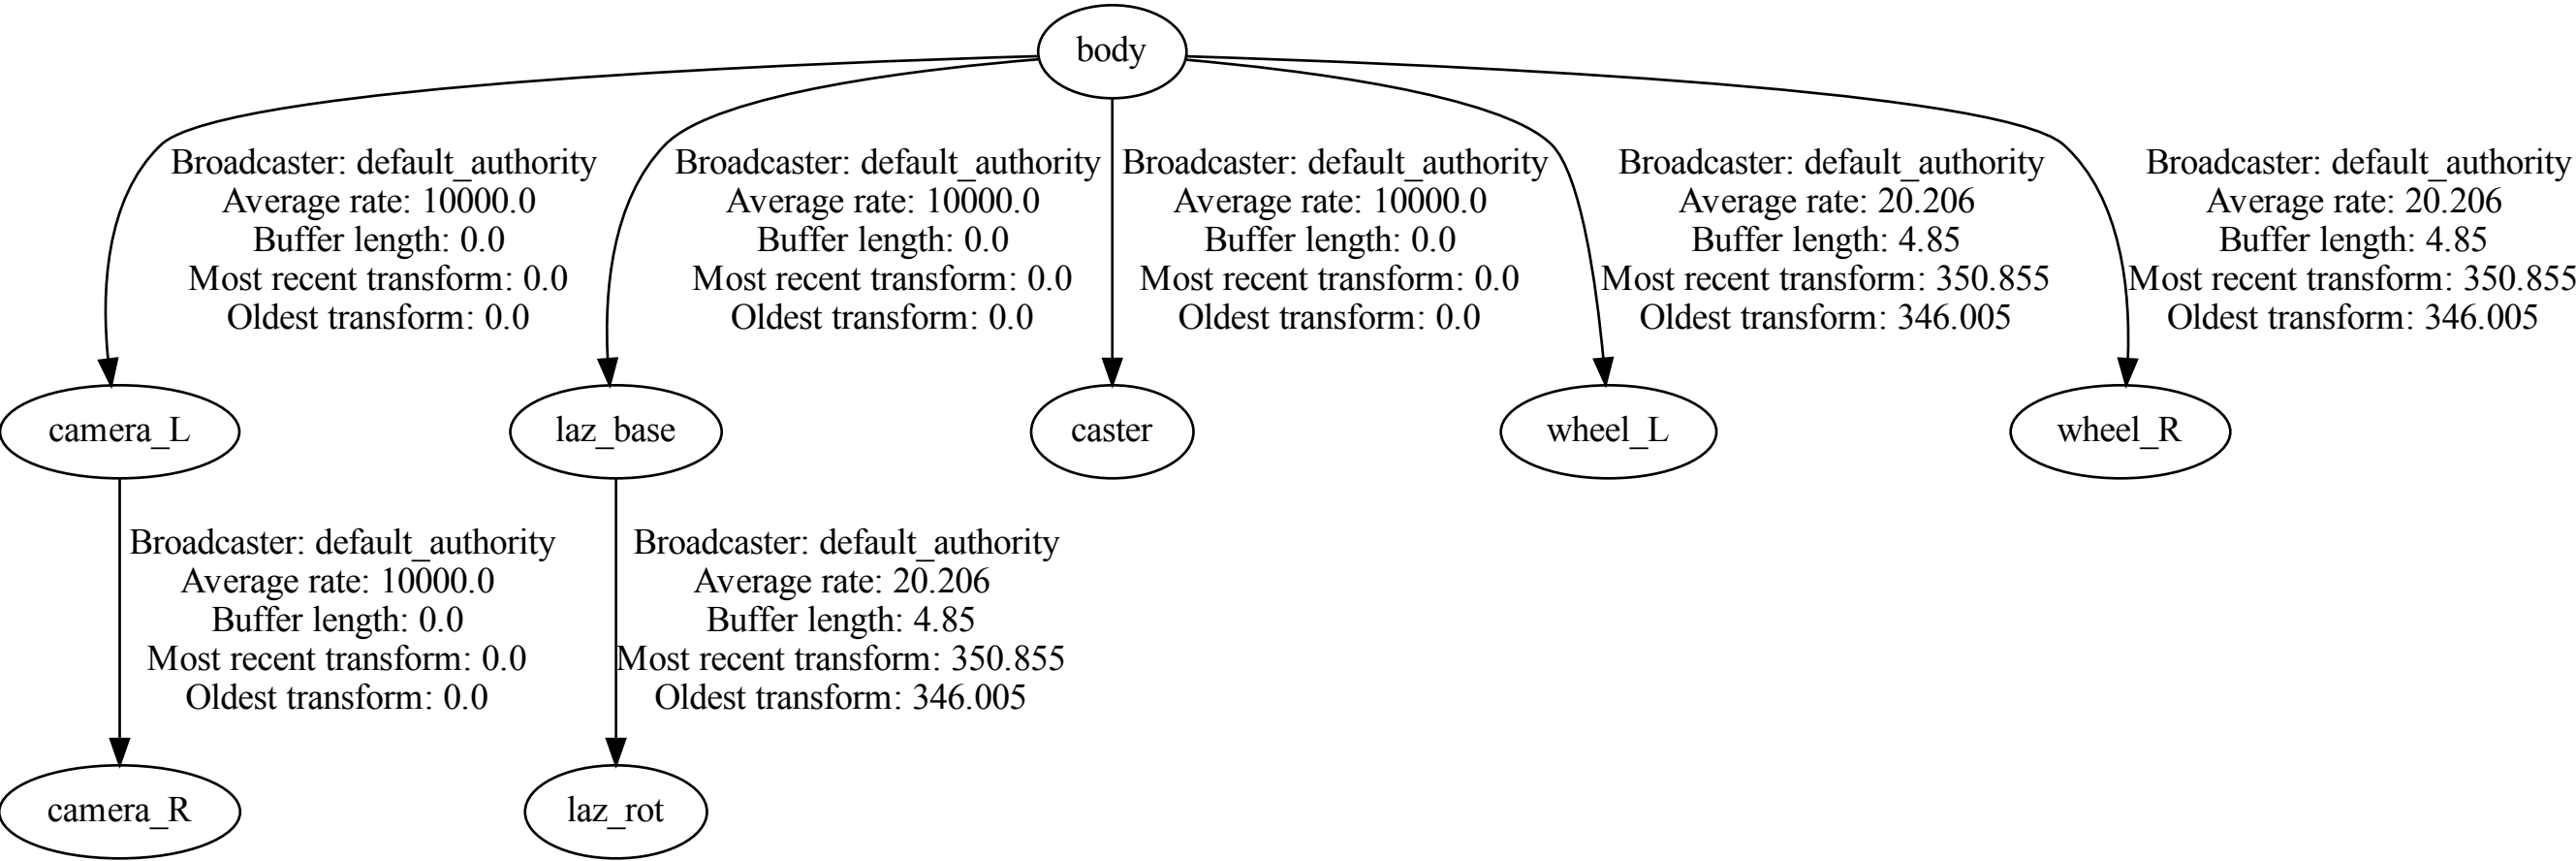 body
Broadcaster: default_authority
Average rate: 10000.0
Buffer length: 0.0
Most recent transform: 0.0
Oldest transform: 0.0
Broadcaster: default_authority
Average rate: 10000.0
Buffer length: 0.0
Most recent transform: 0.0
Oldest transform: 0.0
Broadcaster: default_authority
Average rate: 10000.0
Buffer length: 0.0
Most recent transform: 0.0
Oldest transform: 0.0
Broadcaster: default_authority
Average rate: 20.206
Buffer length: 4.85
Most recent transform: 350.855
Oldest transform: 346.005
Broadcaster: default_authority
Average rate: 20.206
Buffer length: 4.85
Most recent transform: 350.855
Oldest transform: 346.005
camera_L
laz_base
caster
wheel_L
wheel_R
Broadcaster: default_authority
Average rate: 10000.0
Buffer length: 0.0
Most recent transform: 0.0
Oldest transform: 0.0
Broadcaster: default_authority
Average rate: 20.206
Buffer length: 4.85
Most recent transform: 350.855
Oldest transform: 346.005
camera_R
laz_rot